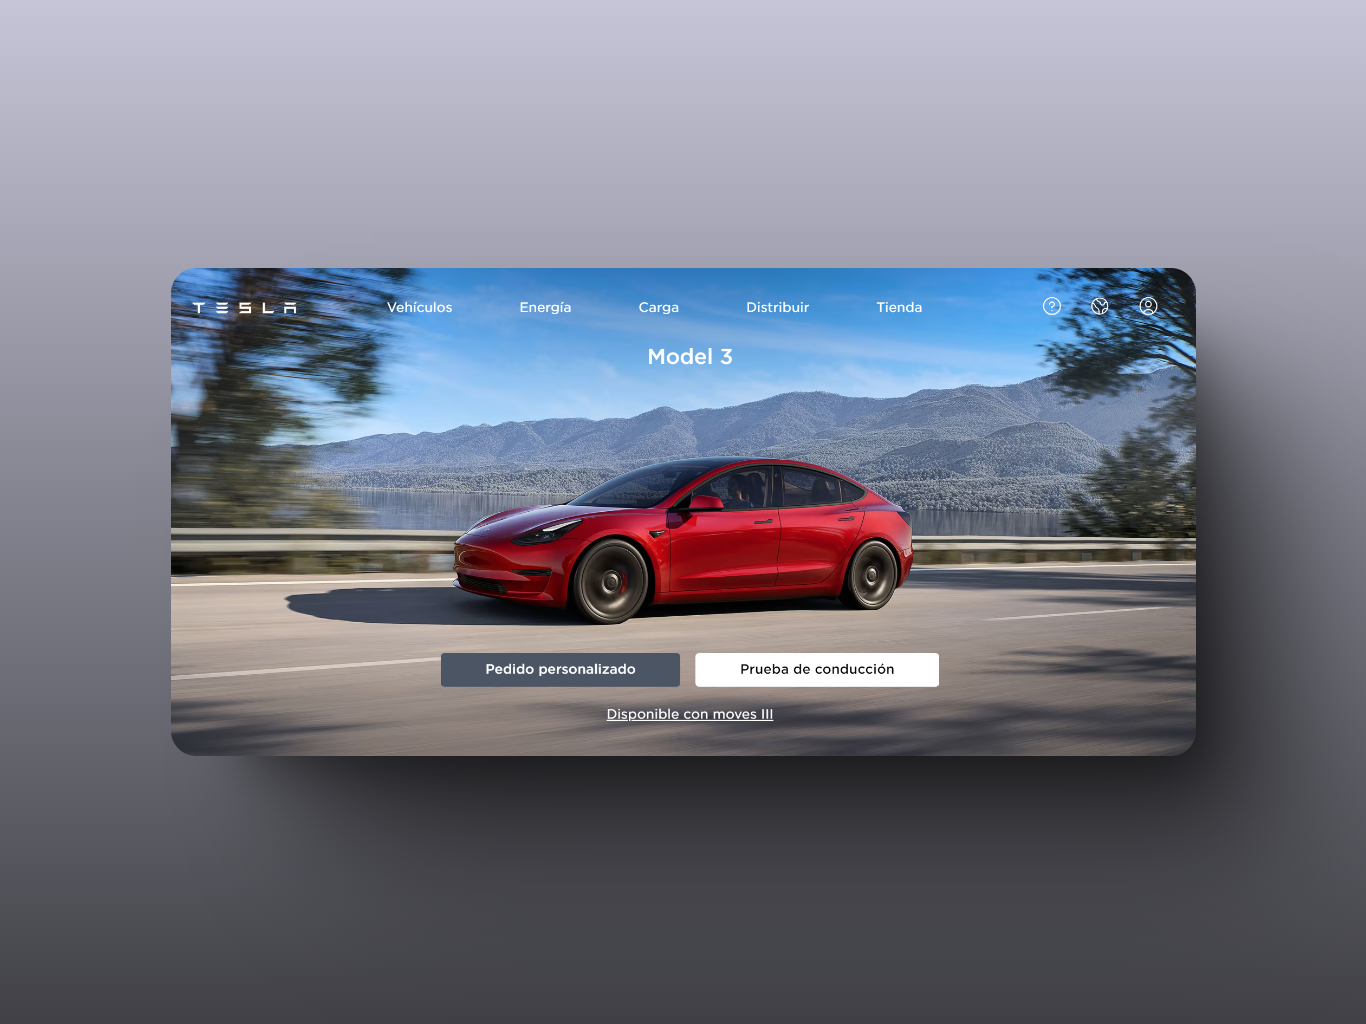 TESLA
Vehículos Energía Carga Distribuir Tienda
Model 3
Pedido personalizado Prueba de conducción
Disponible con moves III